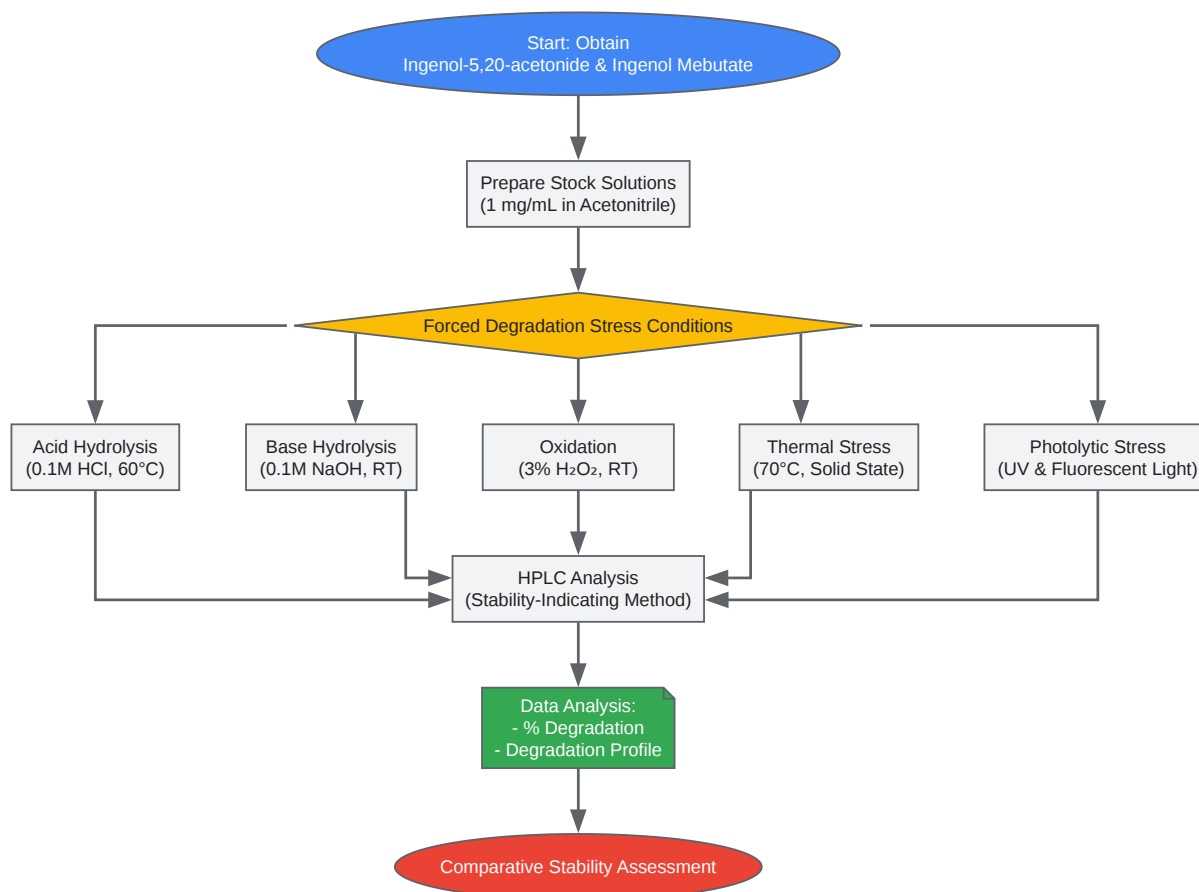 Start: Obtain
Ingenol-5,20-acetonide & Ingenol Mebutate
Prepare Stock Solutions
(1 mg/mL in Acetonitrile)
Forced Degradation Stress Conditions
Acid Hydrolysis
(0.1M HCl, 60°C)
Base Hydrolysis
(0.1M NaOH, RT)
Oxidation
(3% H₂O₂, RT)
Thermal Stress
(70°C, Solid State)
Photolytic Stress
(UV & Fluorescent Light)
HPLC Analysis
(Stability-Indicating Method)
Data Analysis:
- % Degradation
- Degradation Profile
Comparative Stability Assessment